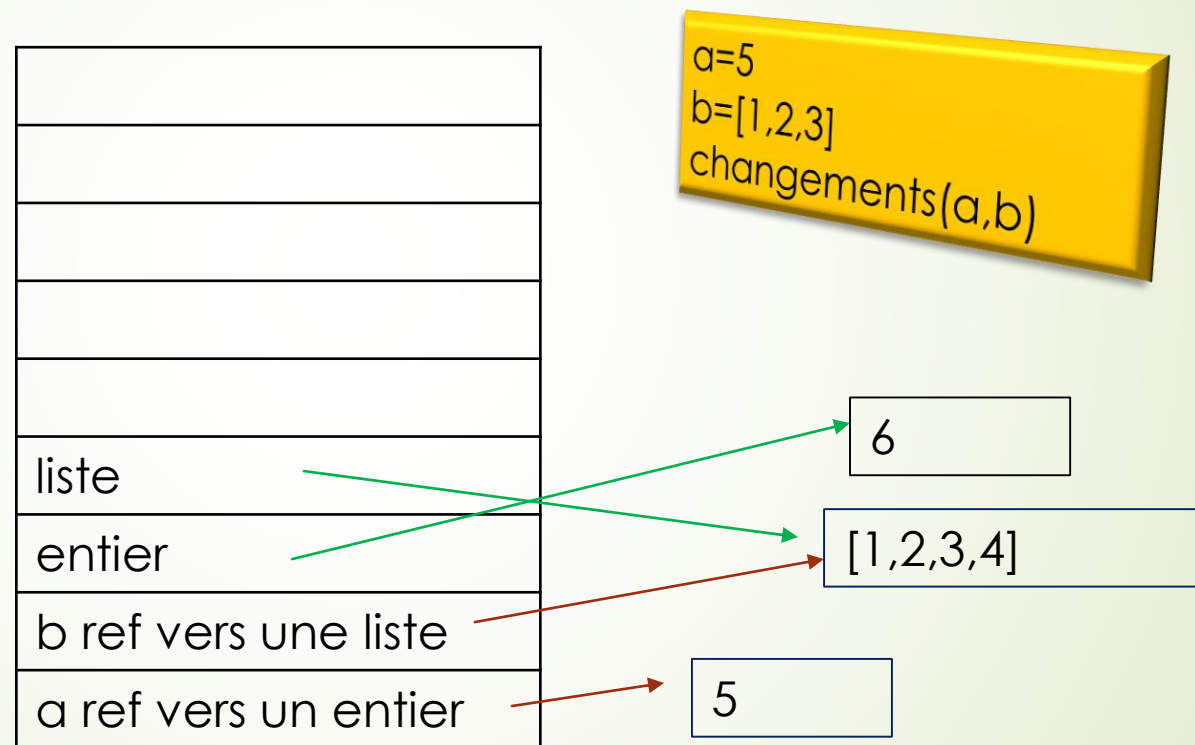 a=5
b=[1,2,3]
changements(a,b)
liste
6
entier
[1,2,3,4]
b ref vers une liste
a ref vers un entier
5